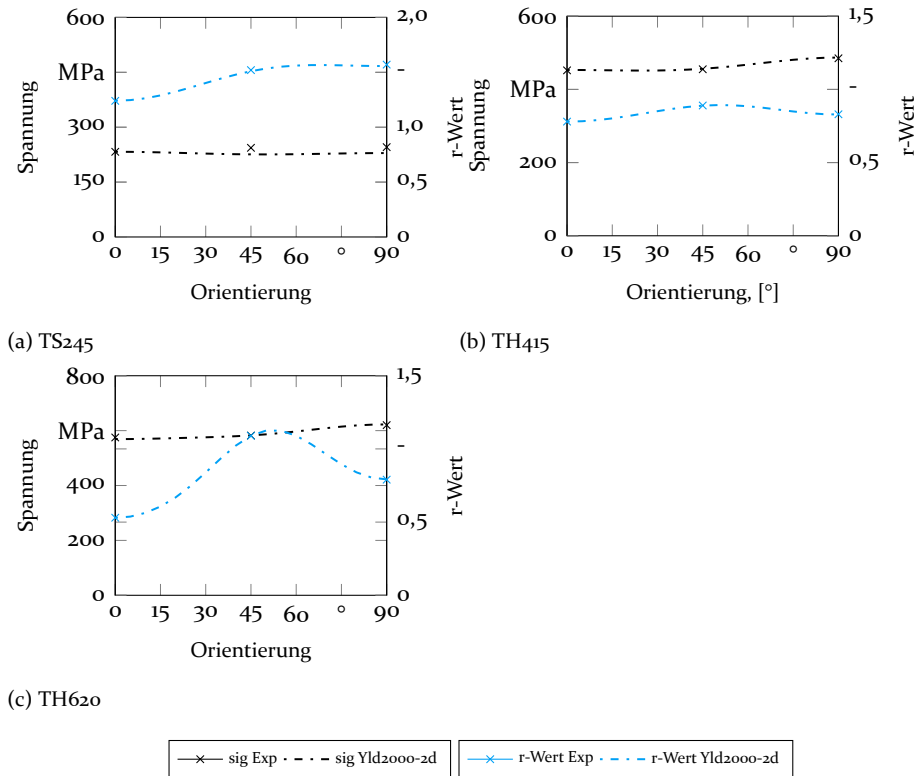 600
MPa
300
150
0
Spannung
2,0
-
1,0
0,5
0
r-Wert
0 15 30 45 60 ° 90
Orientierung
(a) TS245
600
MPa
200
0
Spannung
1,5
-
0,5
0
r-Wert
0 15 30 45 60 ° 90
Orientierung, [°]
(b) TH415
800
MPa
400
200
0
Spannung
1,5
-
0,5
0
r-Wert
0 15 30 45 60 ° 90
Orientierung
(c) TH620
sig Exp sig Yld2000-2d r-Wert Exp r-Wert Yld2000-2d